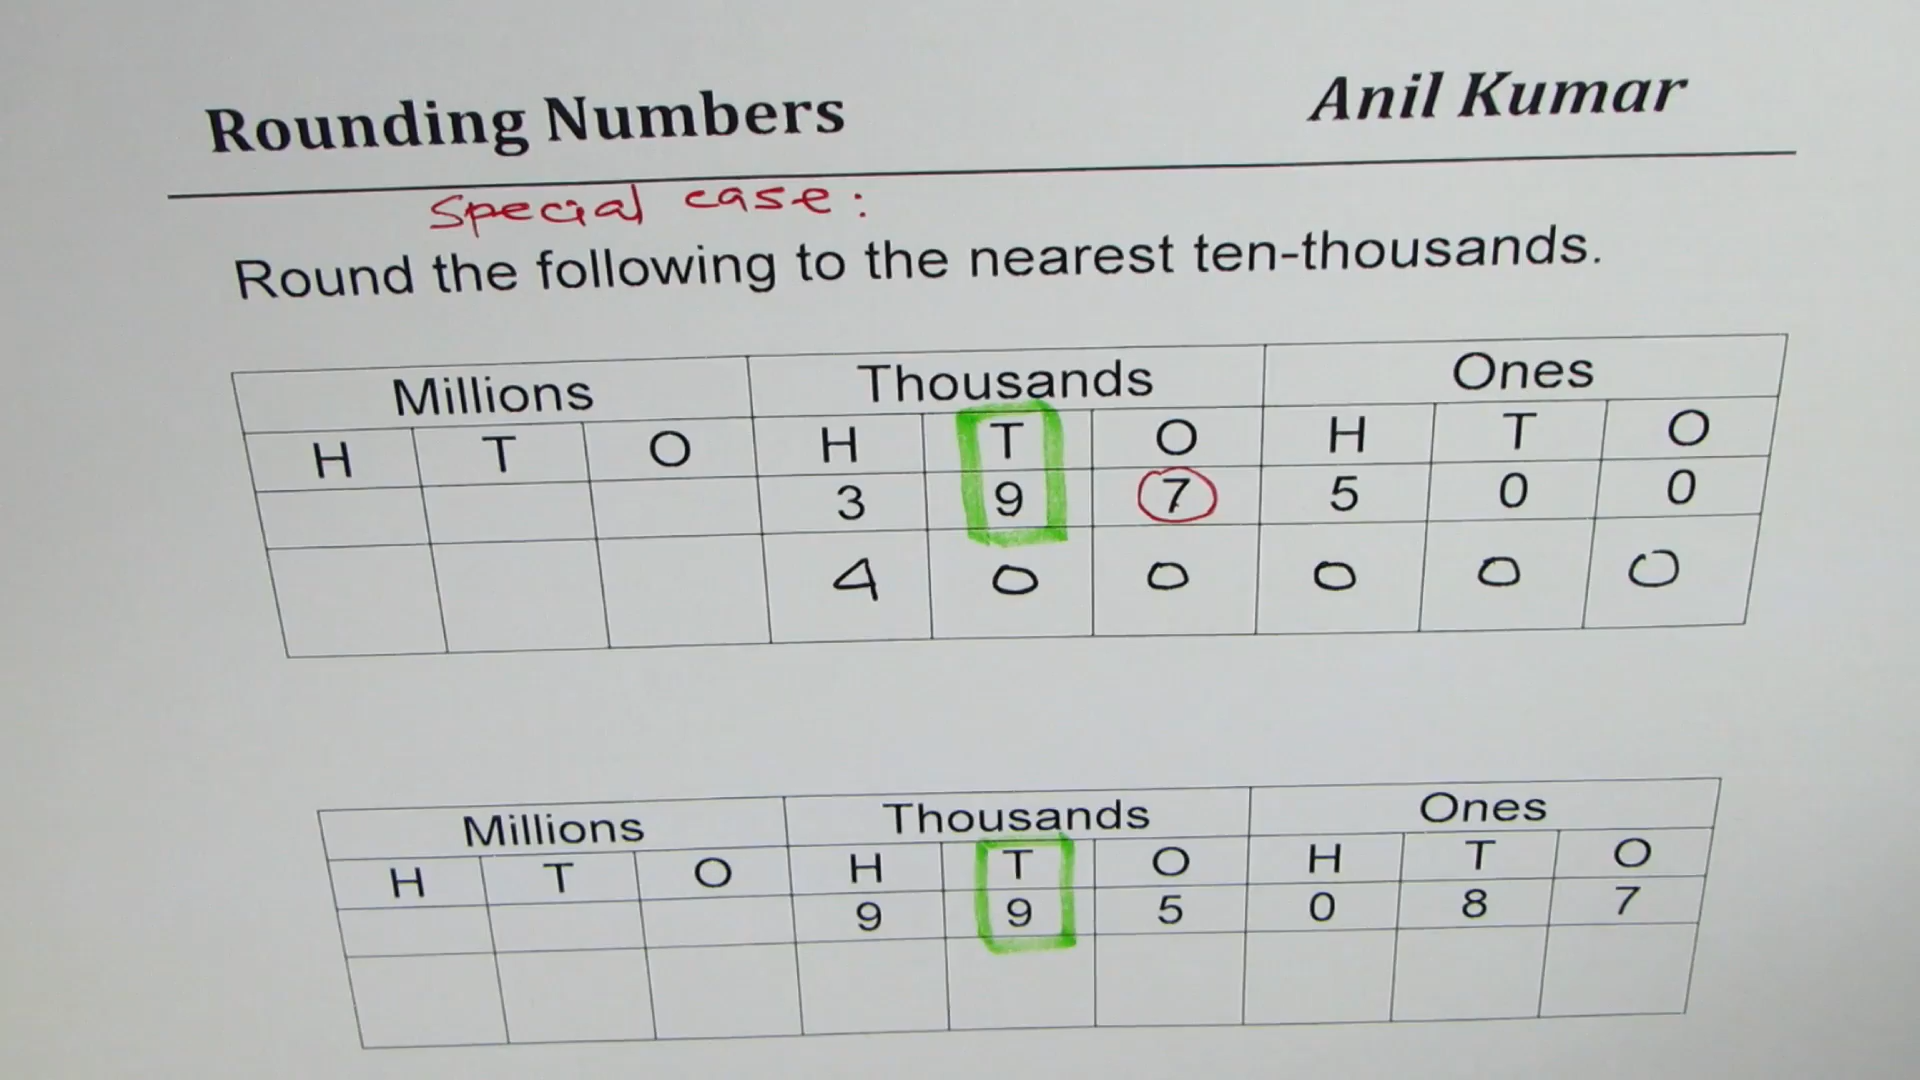 Rounding Numbers Anil Kumar
Special case:
Round the following to the nearest ten-thousands.
Millions Thousands Ones
H T O H T O H T O
3 9 7 5 0 0
4 0 0 0 0 0
Millions Thousands Ones
H T O H T O H T O
9 9 5 0 8 7